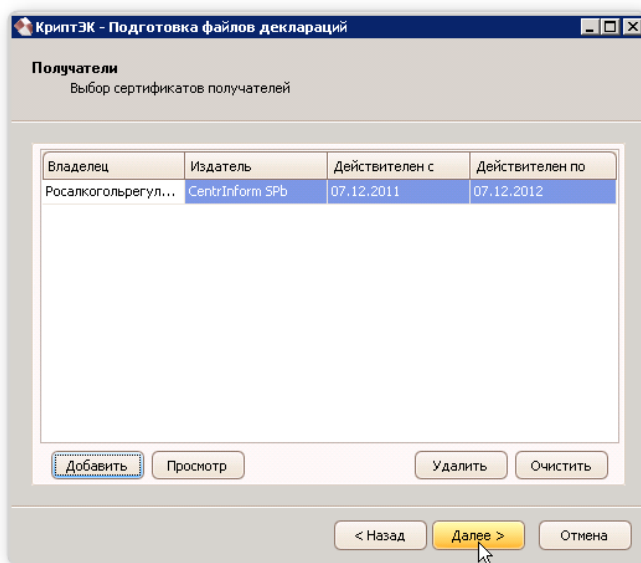 КриптЭК - Подготовка файлов деклараций
Получатели
Выбор сертификатов получателей
Владелец Издатель Действителен с Действителен по
Росалкогольрегул... CentrInform SPb 07.12.2011 07.12.2012
Добавить Просмотр Удалить Очистить
< Назад Далее > Отмена